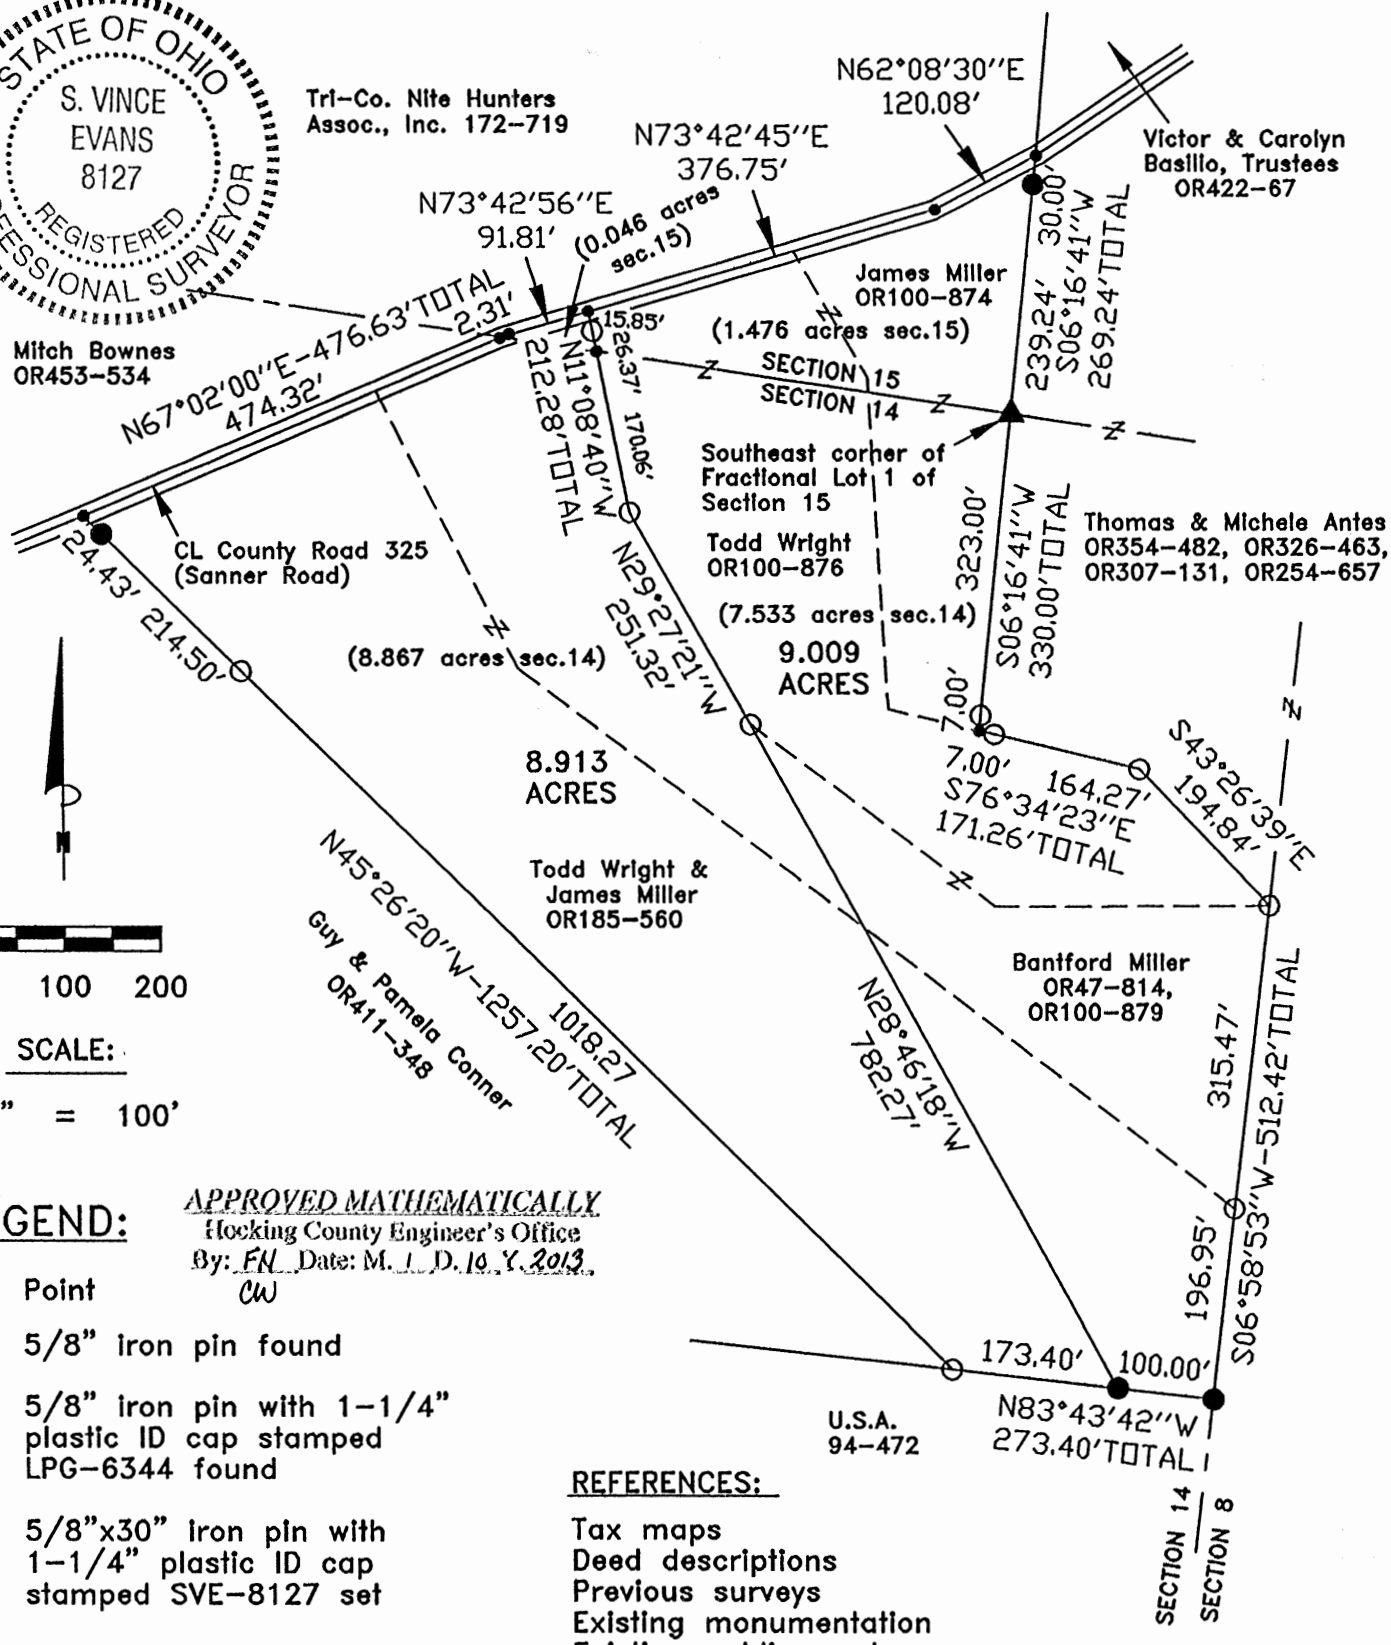 STATE OF OHIO
S. VINCE
EVANS
8127
REGISTERED
FESSIONAL SURVEYOR
Tri-Co. Nite Hunters
Assoc., Inc. 172-719
N62°08'30"E
120.08'
N73°42'45"E
376.75'
N73°42'56"E
91.81'
(0.046 acres
sec.15)
Victor & Carolyn
Basilio, Trustees
OR422-67
30.00'
239.24'
S06°16'41"W
269.24'TOTAL
James Miller
OR100-874
(1.476 acres sec.15)
SECTION 15
SECTION 14
Mitch Bownes
OR453-534
N67°02'00"E-476.63'TOTAL
2.31'
474.32'
15.85'
26.37'
170.06'
N11°08'40"W
212.28'TOTAL
Southeast corner of
Fractional Lot 1 of
Section 15
Todd Wright
OR100-876
(7.533 acres sec.14)
9.009
ACRES
323.00'
S06°16'41"W
330.00'TOTAL
Thomas & Michele Antes
OR354-482, OR326-463,
OR307-131, OR254-657
CL County Road 325
(Sanner Road)
24.43'
214.50'
(8.867 acres sec.14)
N29°27'21"W
251.32'
7.00'
7.00'
164.27'
S76°34'23"E
171.26'TOTAL
S43°26'39"E
194.84'
8.913
ACRES
Todd Wright &
James Miller
OR185-560
N
N45°26'20"W-1257.20'TOTAL
1018.27
Guy & Pamela Conner
OR411-348
Bantford Miller
OR47-814,
OR100-879
N28°46'18"W
782.27'
315.47'
196.95'
S06°58'53"W-512.42'TOTAL
100 200
SCALE:
" = 100'
GEND:
APPROVED MATHEMATICALLY
Hocking County Engineer's Office
By: FN Date: M. 1 D. 10 Y. 2013
CW
Point
5/8" iron pin found
5/8" iron pin with 1-1/4"
plastic ID cap stamped
LPG-6344 found
5/8"x30" iron pin with
1-1/4" plastic ID cap
stamped SVE-8127 set
173.40'
100.00'
N83°43'42"W
273.40'TOTAL
U.S.A.
94-472
SECTION 14
SECTION 8
REFERENCES:
Tax maps
Deed descriptions
Previous surveys
Existing monumentation